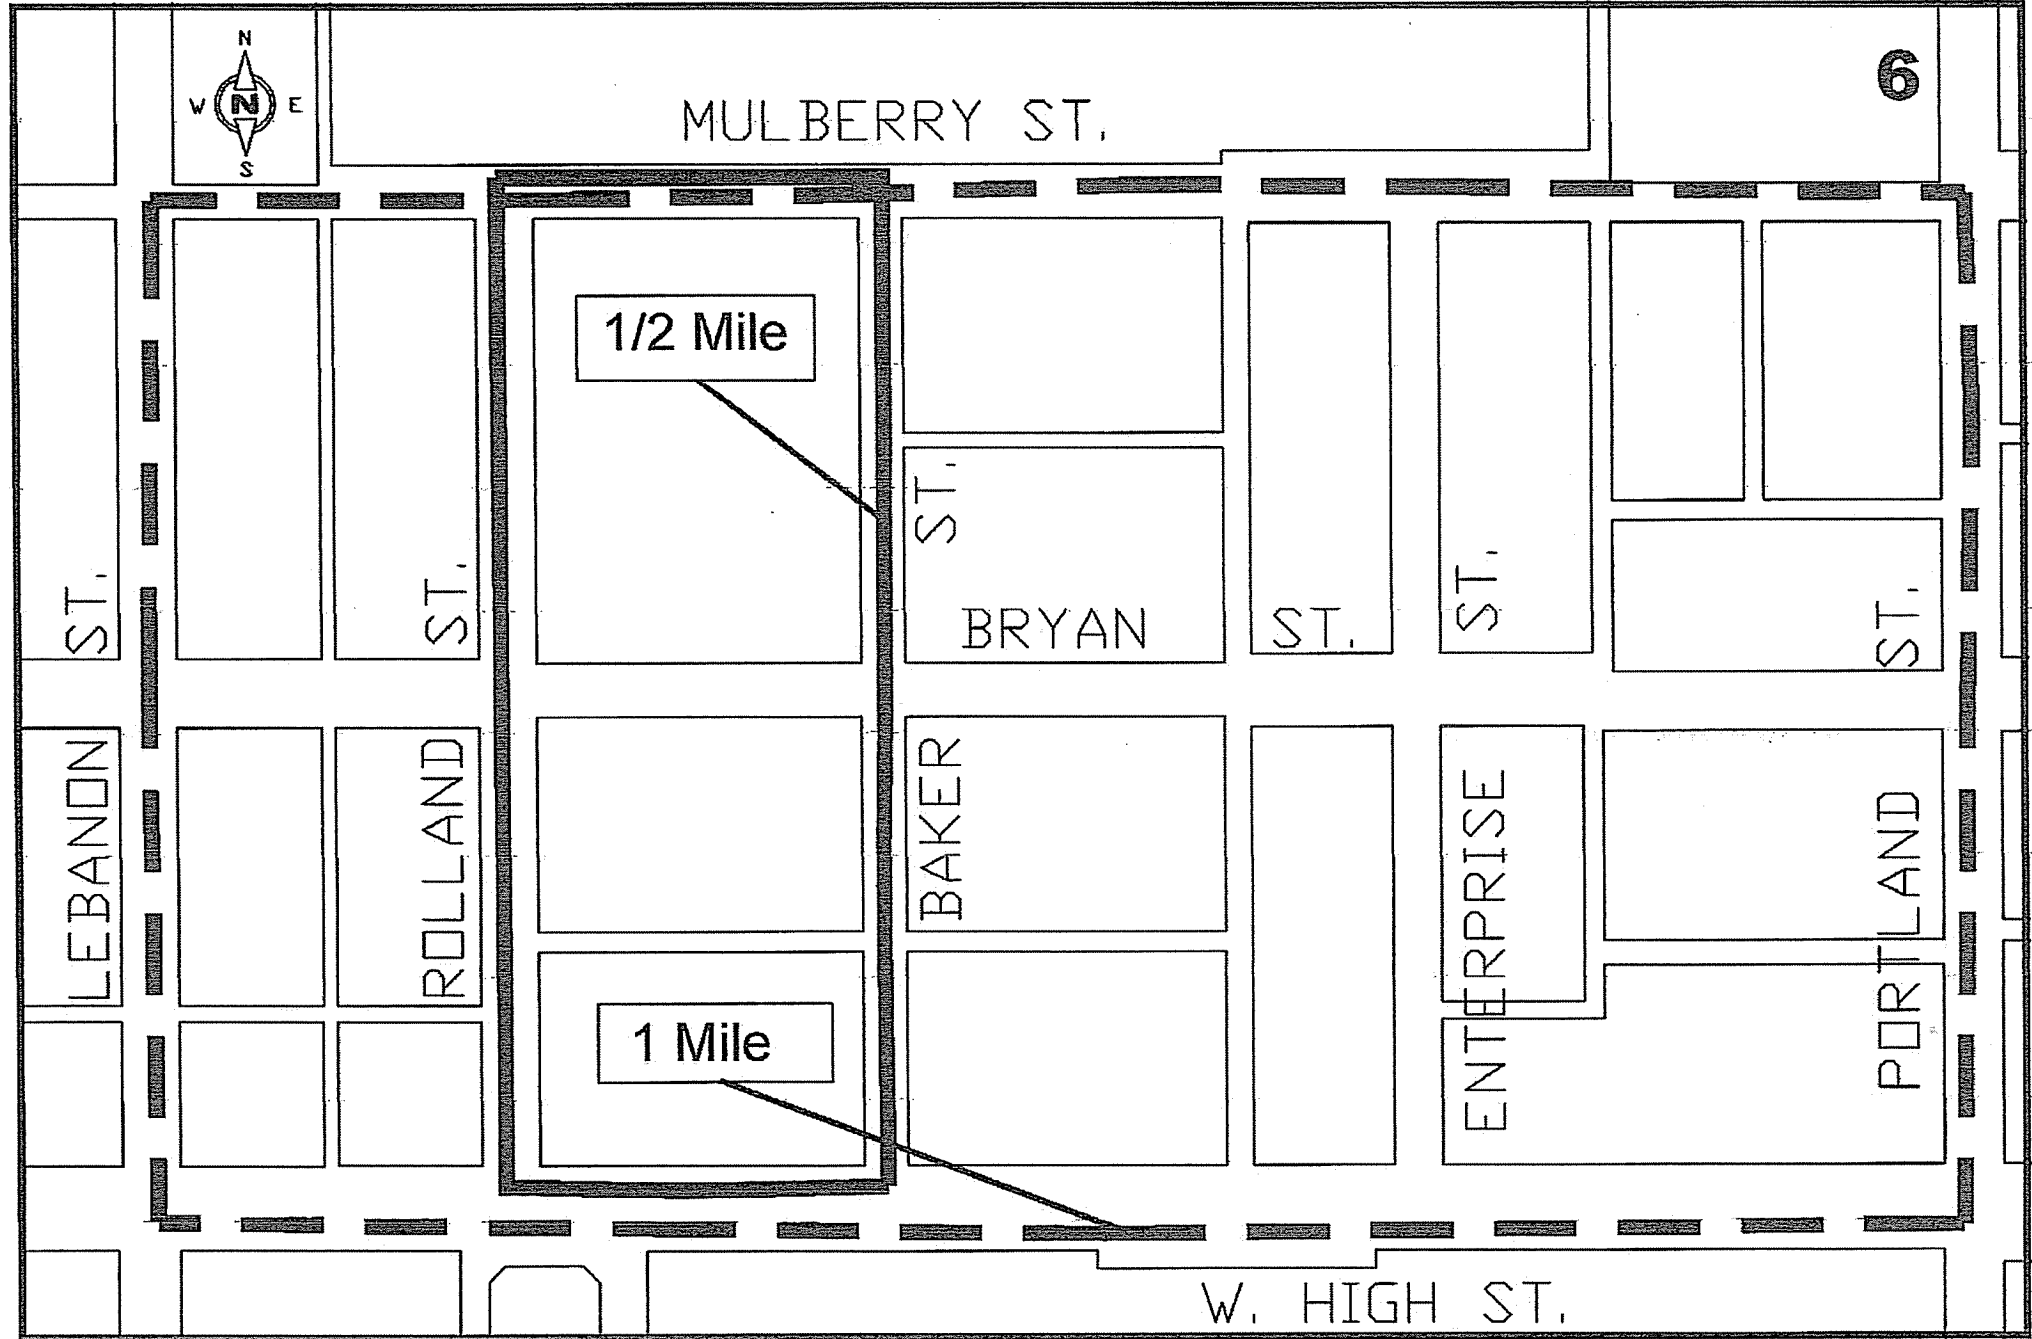 N
W N E
S
6
MULBERRY ST.
1/2 Mile
LEBANON ST.
ROLLAND ST.
BAKER ST.
BRYAN ST.
ENTERPRISE ST.
PORTLAND ST.
1 Mile
W. HIGH ST.